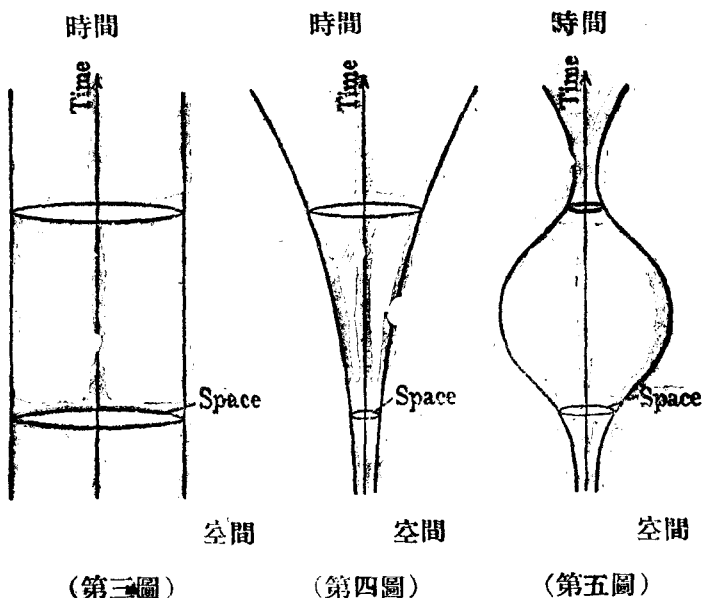 時間 時間 時間
Time Time Time
Space Space Space
空間 空間 空間
(第三圖) (第四圖) (第五圖)